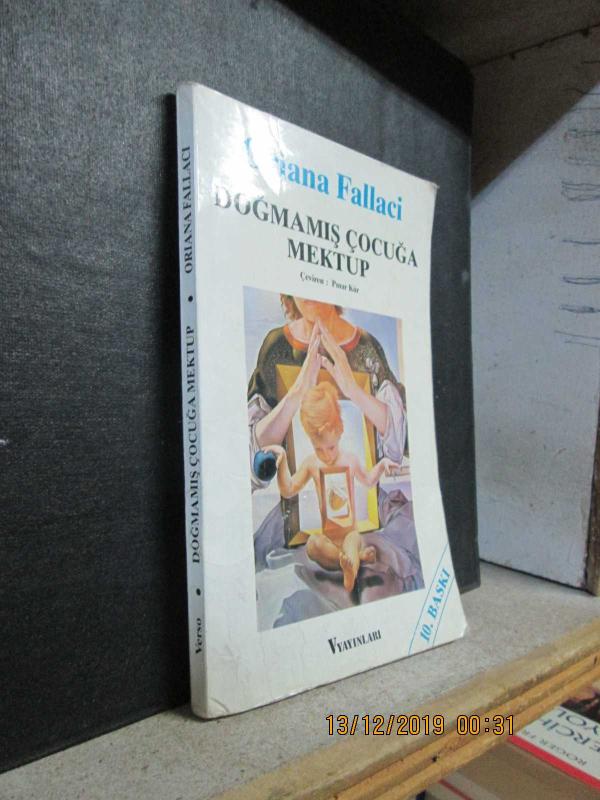 Oriana Fallaci
DOĞMAMIŞ ÇOCUĞA
MEKTUP
Çeviren : Pınar Kür
V YAYINLARI
10. BASKI
Verso • DOĞMAMIŞ ÇOCUĞA MEKTUP • ORIANA FALLACI
13/12/2019 00:31
ROGER